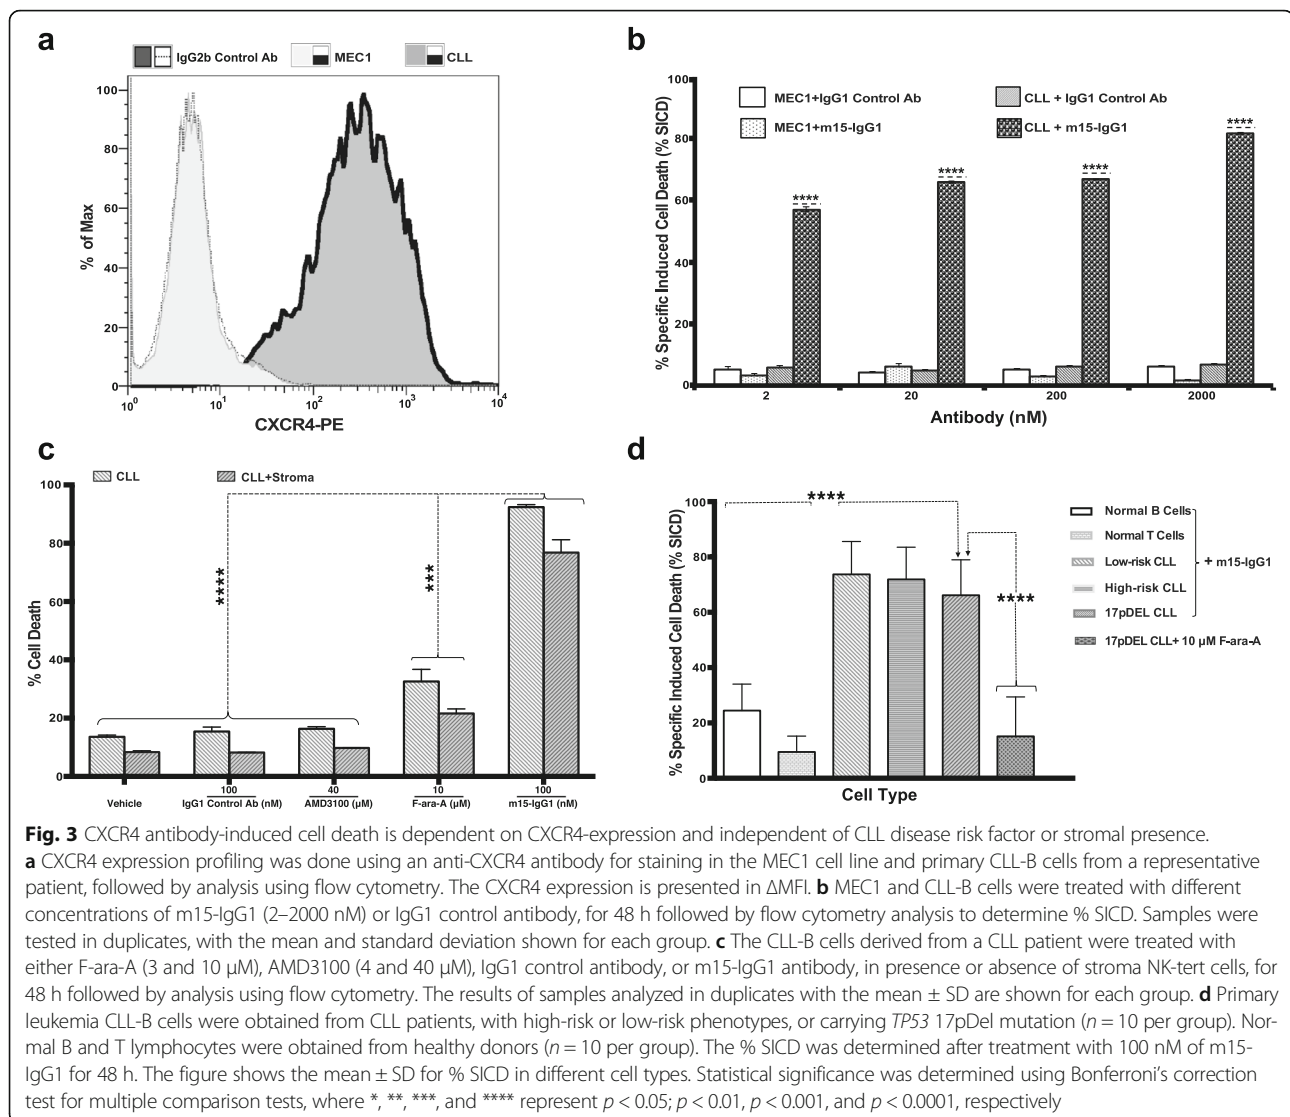 a
IgG2b Control Ab MEC1 CLL
100
80
60
40
20
0
% of Max
10^0 10^1 10^2 10^3 10^4
CXCR4-PE
b
MEC1+IgG1 Control Ab CLL + IgG1 Control Ab
MEC1+m15-IgG1 CLL + m15-IgG1
100
80
60
40
20
0
% Specific Induced Cell Death (% SICD)
**** **** **** ****
2 20 200 2000
Antibody (nM)
c
CLL CLL+Stroma
100
80
60
40
20
0
% Cell Death
**** ***
100 40 10 100
Vehicle IgG1 Control Ab (nM) AMD3100 (µM) F-ara-A (µM) m15-IgG1 (nM)
d
100
80
60
40
20
0
% Specific Induced Cell Death (% SICD)
****
****
Cell Type
Normal B Cells
Normal T Cells
Low-risk CLL
+ m15-IgG1
High-risk CLL
17pDEL CLL
17pDEL CLL+ 10 µM F-ara-A
Fig. 3 CXCR4 antibody-induced cell death is dependent on CXCR4-expression and independent of CLL disease risk factor or stromal presence.
a CXCR4 expression profiling was done using an anti-CXCR4 antibody for staining in the MEC1 cell line and primary CLL-B cells from a representative
patient, followed by analysis using flow cytometry. The CXCR4 expression is presented in ΔMFI. b MEC1 and CLL-B cells were treated with different
concentrations of m15-IgG1 (2–2000 nM) or IgG1 control antibody, for 48 h followed by flow cytometry analysis to determine % SICD. Samples were
tested in duplicates, with the mean and standard deviation shown for each group. c The CLL-B cells derived from a CLL patient were treated with
either F-ara-A (3 and 10 μM), AMD3100 (4 and 40 μM), IgG1 control antibody, or m15-IgG1 antibody, in presence or absence of stroma NK-tert cells, for
48 h followed by analysis using flow cytometry. The results of samples analyzed in duplicates with the mean ± SD are shown for each group. d Primary
leukemia CLL-B cells were obtained from CLL patients, with high-risk or low-risk phenotypes, or carrying TP53 17pDel mutation (n = 10 per group). Nor-
mal B and T lymphocytes were obtained from healthy donors (n = 10 per group). The % SICD was determined after treatment with 100 nM of m15-
IgG1 for 48 h. The figure shows the mean ± SD for % SICD in different cell types. Statistical significance was determined using Bonferroni's correction
test for multiple comparison tests, where *, **, ***, and **** represent p < 0.05; p < 0.01, p < 0.001, and p < 0.0001, respectively